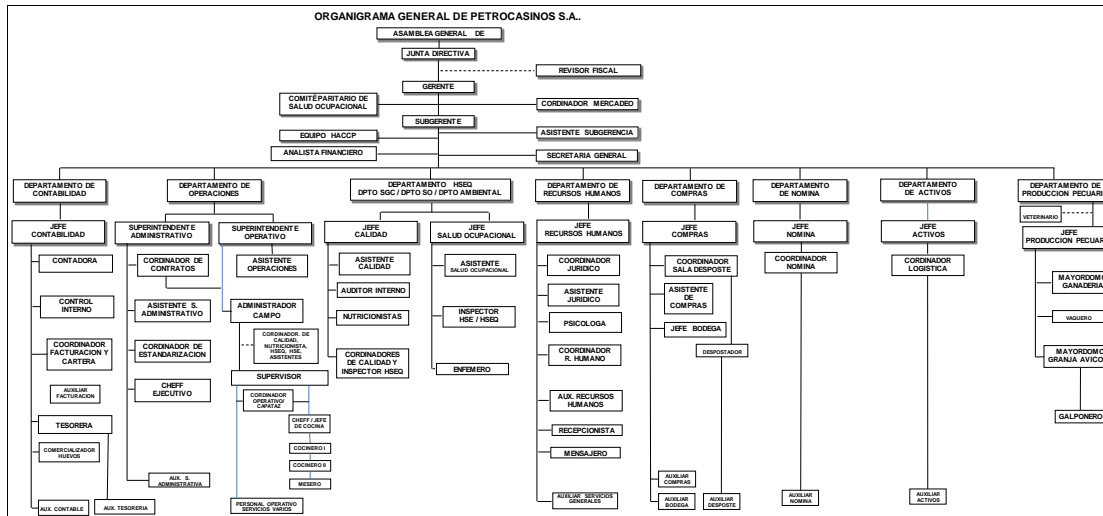 ORGANIGRAMA GENERAL DE PETROCASINOS S.A..
ASAMBLEA GENERAL DE
JUNTA DIRECTIVA
REVISOR FISCAL
GERENTE
COMITÉ PARITARIO DE
SALUD OCUPACIONAL
CORDINADOR MERCADEO
SUBGERENTE
EQUIPO HACCP
ASISTENTE SUBGERENCIA
ANALISTA FINANCIERO
SECRETARIA GENERAL
DEPARTAMENTO DE
CONTABILIDAD
DEPARTAMENTO DE
OPERACIONES
DEPARTAMENTO HSEQ
DPTO SGC / DPTO SO / DPTO AMBIENTAL
DEPARTAMENTO DE
RECURSOS HUMANOS
DEPARTAMENTO DE
COMPRAS
DEPARTAMENTO
DE NOMINA
DEPARTAMENTO
DE ACTIVOS
DEPARTAMENTO DE
PRODUCCION PECUARI
VETERINARIO
JEFE
CONTABILIDAD
SUPERINTENDENTE
ADMINISTRATIVO
SUPERINTENDENTE
OPERATIVO
JEFE
CALIDAD
JEFE
SALUD OCUPACIONAL
JEFE
RECURSOS HUMANOS
JEFE
COMPRAS
JEFE
NOMINA
JEFE
ACTIVOS
JEFE
PRODUCCION PECUAR
CONTADORA
CONTROL
INTERNO
COORDINADOR
FACTURACION Y
CARTERA
AUXILIAR
FACTURACION
TESORERA
COMERCIALIZADOR
HUEVOS
AUX. CONTABLE
AUX. TESORERIA
CORDINADOR DE
CONTRATOS
ASISTENTE S.
ADMINISTRATIVO
CORDINADOR DE
ESTANDARIZACION
CHEFF
EJECUTIVO
AUX. S.
ADMINISTRATIVA
ASISTENTE
OPERACIONES
ADMINISTRADOR
CAMPO
CORDINADOR. DE
CALIDAD,
NUTRICIONISTA,
HSEQ, HSE,
ASISTENTES
SUPERVISOR
CORDINADOR
OPERATIVO/
CAPATAZ
CHEFF / JEFE
DE COCINA
COCINERO I
COCINERO II
MESERO
PERSONAL OPERATIVO
SERVICIOS VARIOS
ASISTENTE
CALIDAD
AUDITOR INTERNO
NUTRICIONISTAS
CORDINADORES
DE CALIDAD Y
INSPECTOR HSEQ
ASISTENTE
SALUD OCUPACIONAL
INSPECTOR
HSE / HSEQ
ENFEMERO
COORDINADOR
JURIDICO
ASISTENTE
JURIDICO
PSICOLOGA
COORDINADOR
R. HUMANO
AUX. RECURSOS
HUMANOS
RECEPCIONISTA
MENSAJERO
AUXILIAR SERVICIOS
GENERALES
COORDINADOR
SALA DESPOSTE
ASISTENTE
DE
COMPRAS
JEFE BODEGA
DESPOSTADOR
AUXILIAR
COMPRAS
AUXILIAR
BODEGA
AUXILIAR
DESPOSTE
COORDINADOR
NOMINA
AUXILIAR
NOMINA
COORDINADOR
LOGISTICA
AUXILIAR
ACTIVOS
MAYORDOMO
GANADERIA
VAQUERO
MAYORDOMO
GRANJA AVICO
GALPONERO